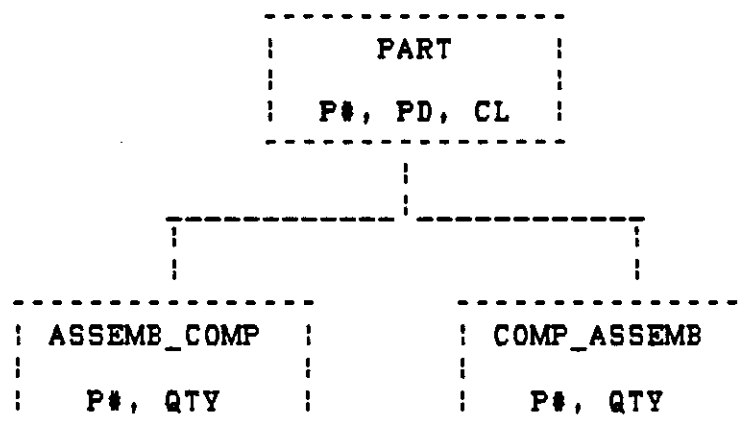 PART
P#, PD, CL
ASSEMB_COMP
COMP_ASSEMB
P#, QTY
P#, QTY